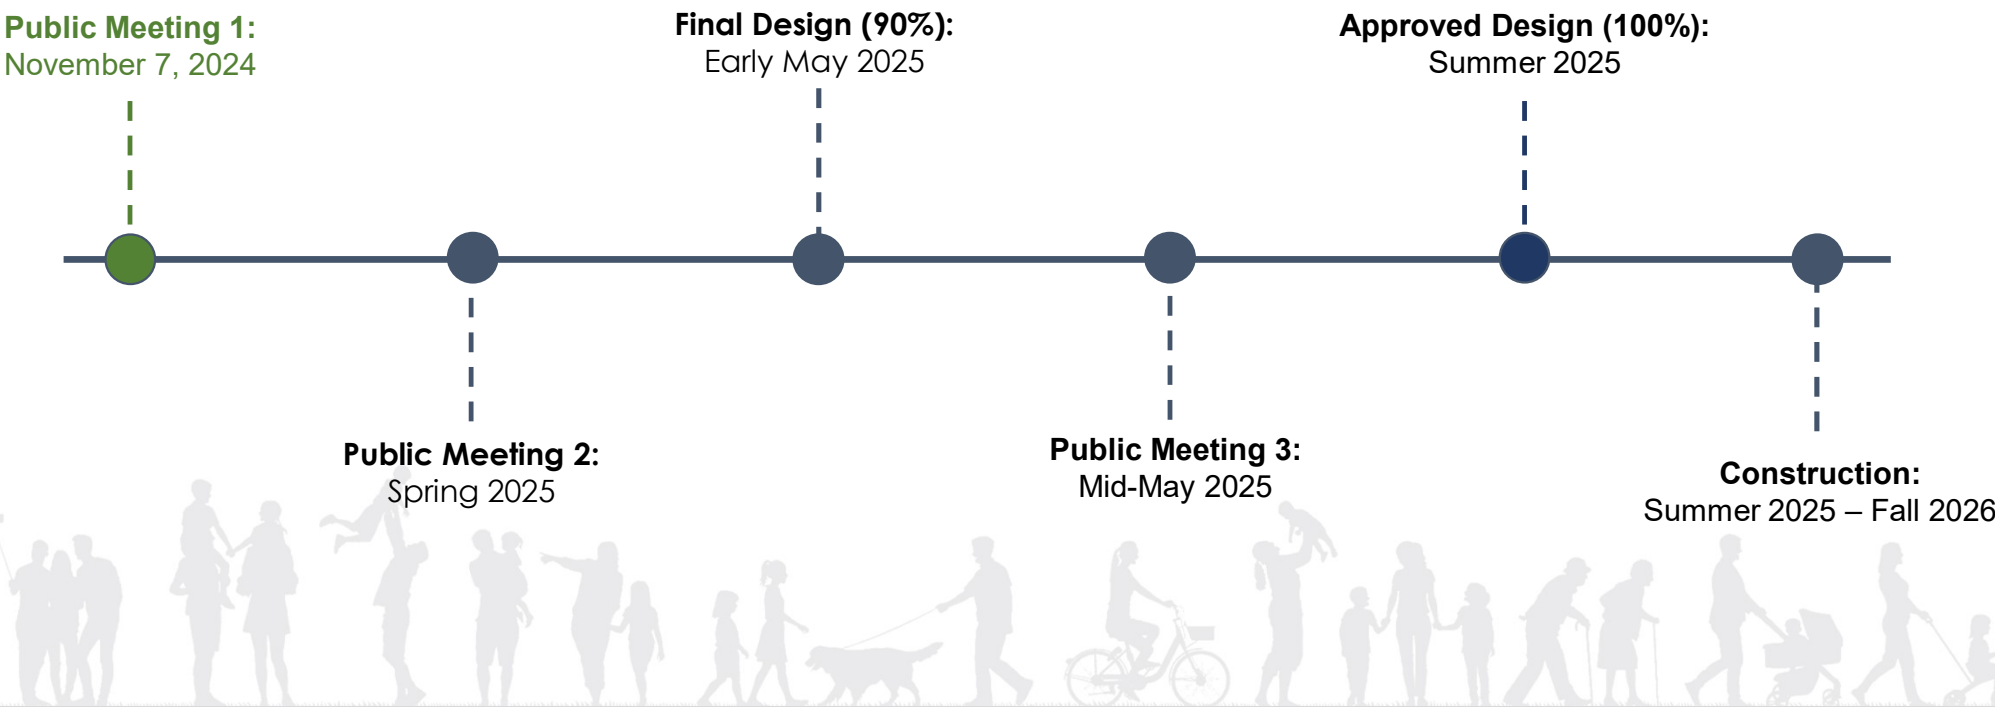 Public Meeting 1:
November 7, 2024
Final Design (90%):
Early May 2025
Approved Design (100%):
Summer 2025
Public Meeting 2:
Spring 2025
Public Meeting 3:
Mid-May 2025
Construction:
Summer 2025 – Fall 2026